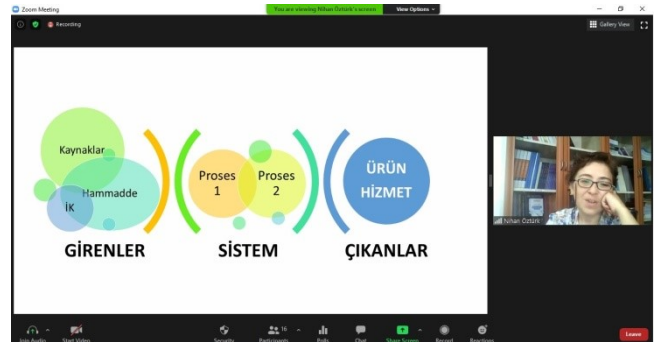 Zoom Meeting
You are viewing Nihan Öztürk's screen
View Options
Recording
Gallery View
Kaynaklar
Hammadde
İK
Proses
1
Proses
2
ÜRÜN
HİZMET
GİRENLER
SİSTEM
ÇIKANLAR
Nihan Öztürk
Join Audio
Start Video
Security
Participants
16
Polls
Chat
Share Screen
Record
Reactions
Leave